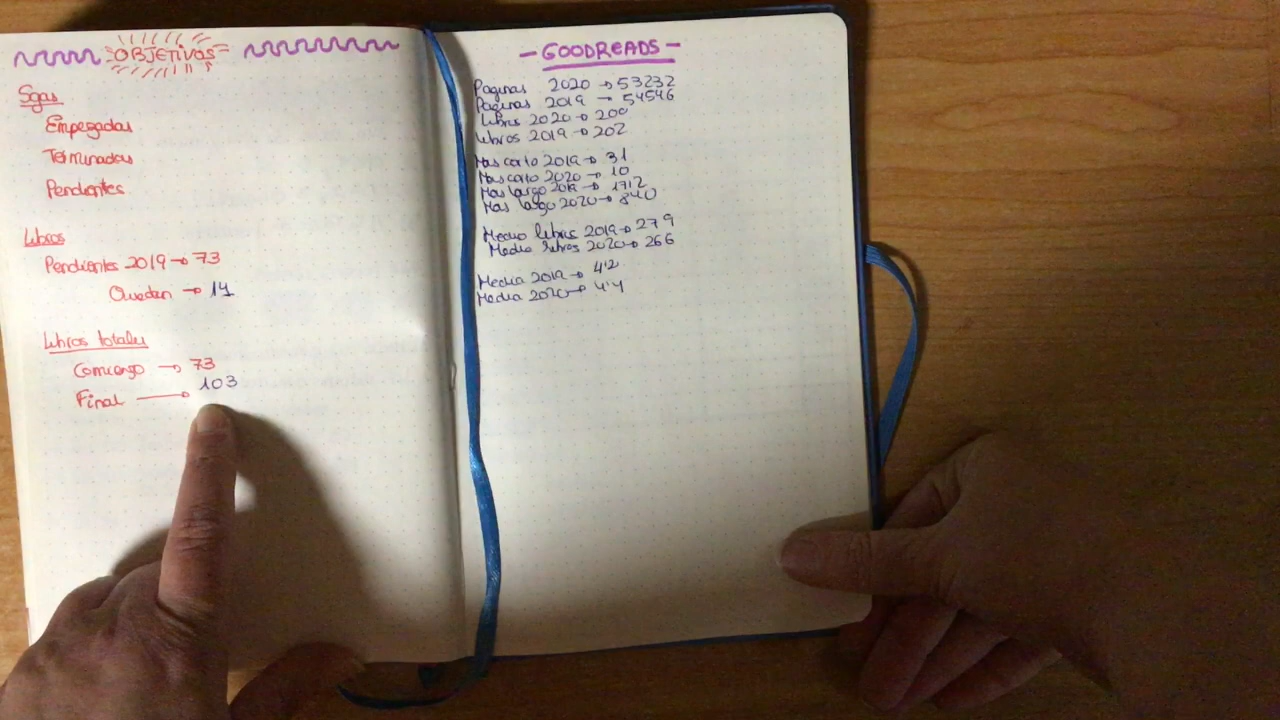 OBJETIVOS
Sgas
Empezadas
Terminadas
Pendientes
Libros
Pendientes 2019 → 73
Quedan → 14
Libros totales
Comienzo → 73
Final → 103
- GOODREADS -
Paginas 2020 → 53232
Paginas 2019 → 54546
Libros 2020 → 200
Libros 2019 → 202
Mas corto 2019 → 31
Mas corto 2020 → 10
Mas largo 2019 → 1712
Mas largo 2020 → 840
Media libros 2019 → 279
Media libros 2020 → 266
Media 2019 → 4'2
Media 2020 → 4'4